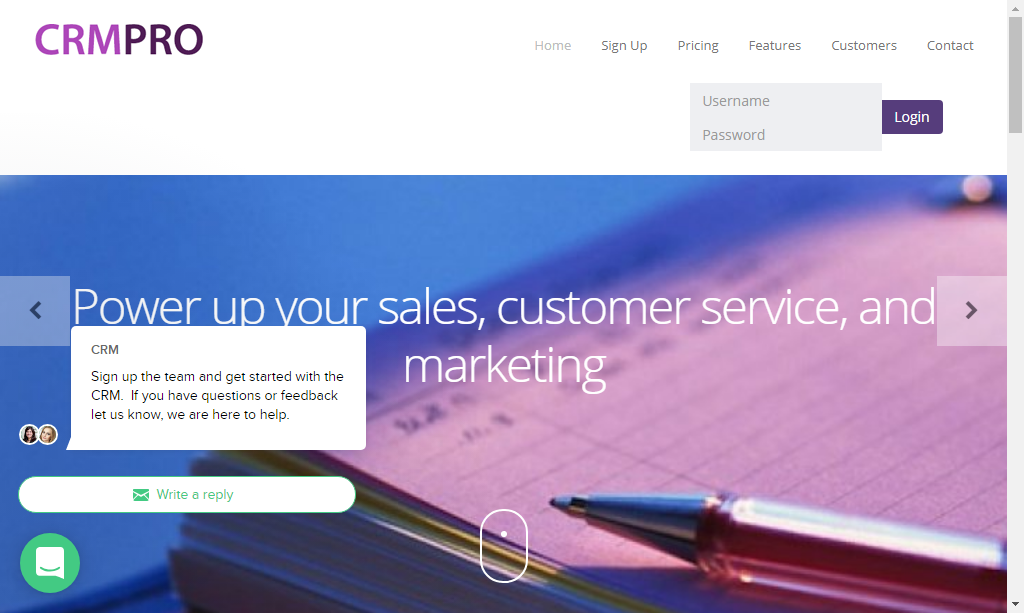 CRMPRO
Home Sign Up Pricing Features Customers Contact
Username
Password
Login
Power up your sales, customer service, and
marketing
CRM
Sign up the team and get started with the
CRM. If you have questions or feedback
let us know, we are here to help.
Write a reply